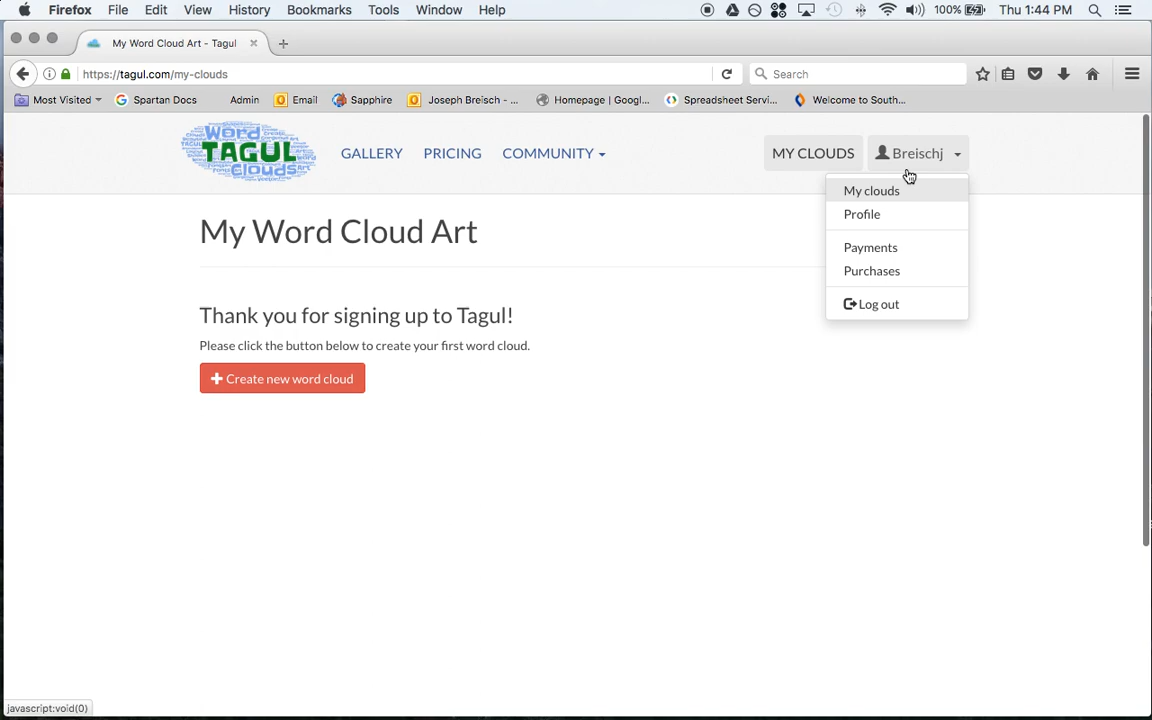 Firefox File Edit View History Bookmarks Tools Window Help 100% Thu 1:44 PM
My Word Cloud Art - Tagul
https://tagul.com/my-clouds Search
Most Visited Spartan Docs Admin Email Sapphire Joseph Breisch - ... Homepage | Googl... Spreadsheet Servi... Welcome to South...
Word
TAGUL
Clouds
GALLERY PRICING COMMUNITY MY CLOUDS Breischj
My clouds
Profile
Payments
Purchases
Log out
My Word Cloud Art
Thank you for signing up to Tagul!
Please click the button below to create your first word cloud.
Create new word cloud
javascript:void(0)